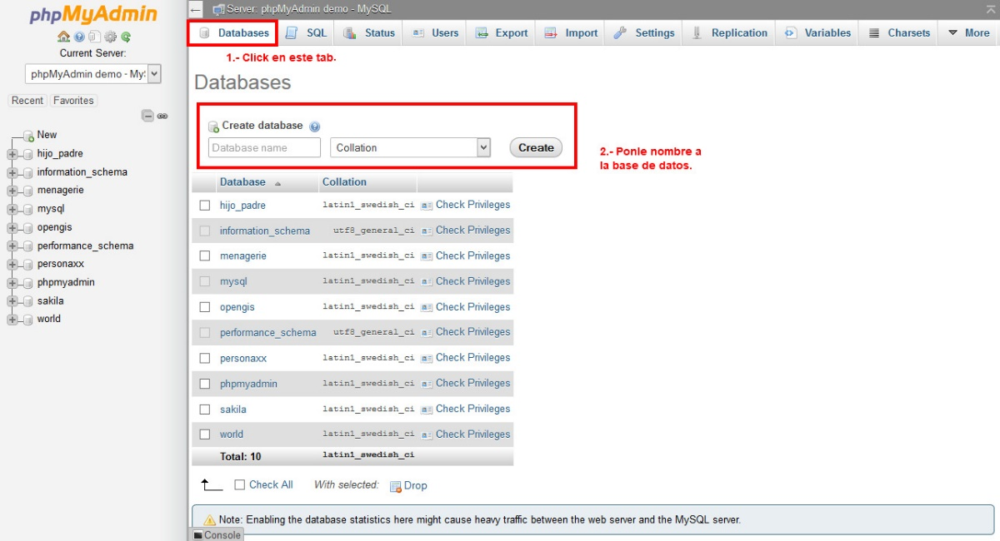 phpMyAdmin
Current Server:
phpMyAdmin demo - My
Recent Favorites
New
hijo_padre
information_schema
menagerie
mysql
opengis
performance_schema
personaxx
phpmyadmin
sakila
world
Server: phpMyAdmin demo - MySQL
Databases SQL Status Users Export Import Settings Replication Variables Charsets More
1.- Click en este tab.
Databases
Create database
Database name Collation Create
2.- Ponle nombre a
la base de datos.
Database Collation
hijo_padre latin1_swedish_ci Check Privileges
information_schema utf8_general_ci Check Privileges
menagerie latin1_swedish_ci Check Privileges
mysql latin1_swedish_ci Check Privileges
opengis latin1_swedish_ci Check Privileges
performance_schema utf8_general_ci Check Privileges
personaxx latin1_swedish_ci Check Privileges
phpmyadmin latin1_swedish_ci Check Privileges
sakila latin1_swedish_ci Check Privileges
world latin1_swedish_ci Check Privileges
Total: 10 latin1_swedish_ci
Check All With selected: Drop
Note: Enabling the database statistics here might cause heavy traffic between the web server and the MySQL server.
Console